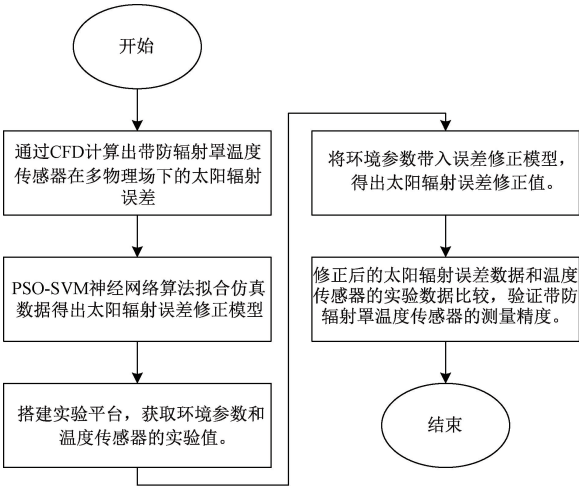 开始
通过CFD计算出带防辐射罩温度
传感器在多物理场下的太阳辐射
误差
PSO-SVM神经网络算法拟合仿真
数据得出太阳辐射误差修正模型
搭建实验平台，获取环境参数和
温度传感器的实验值。
将环境参数带入误差修正模型，
得出太阳辐射误差修正值。
修正后的太阳辐射误差数据和温度
传感器的实验数据比较，验证带防
辐射罩温度传感器的测量精度。
结束